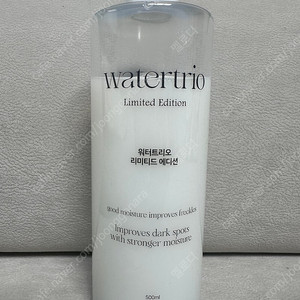 watertrio
Limited Edition
워터트리오
리미티드 에디션
good moisture improves freckles
Improves dark spots
with stronger moisture
500ml